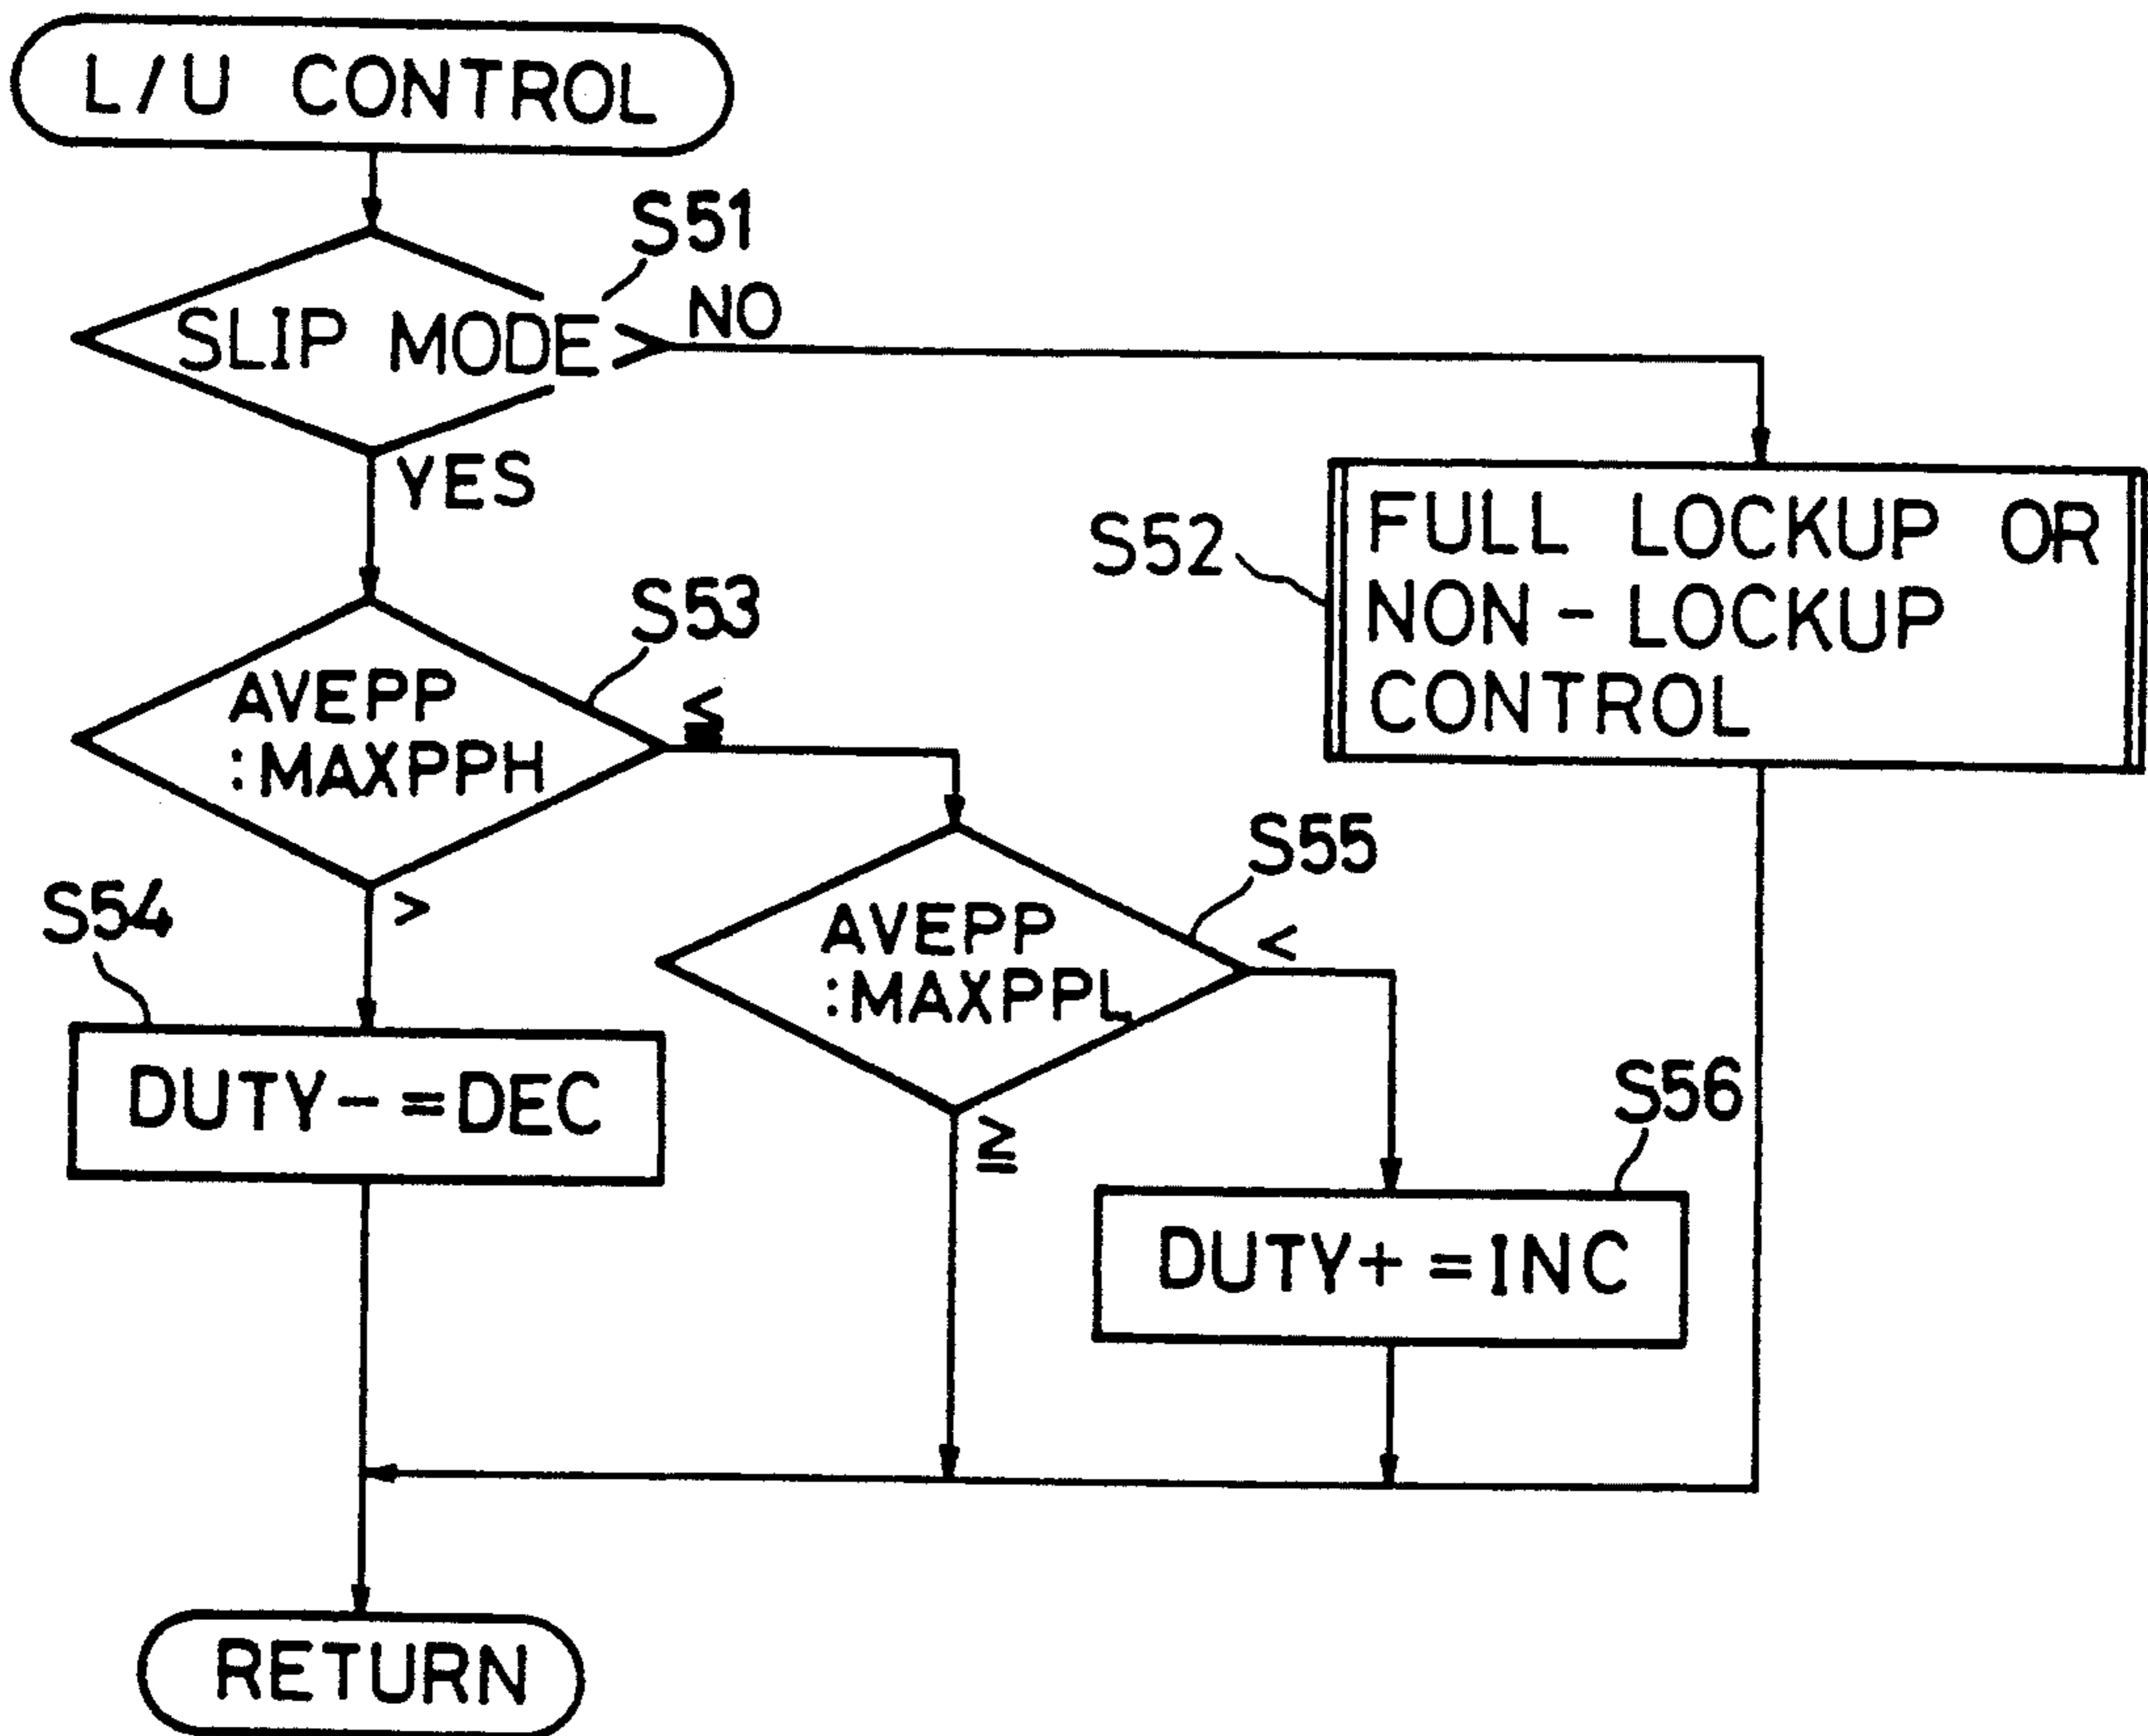 L/U CONTROL
S51
SLIP MODE
NO
YES
S52
FULL LOCKUP OR
NON-LOCKUP
CONTROL
S53
AVEPP
:MAXPPH
≦
>
S54
DUTY-=DEC
S55
AVEPP
:MAXPPL
<
≧
S56
DUTY+=INC
RETURN